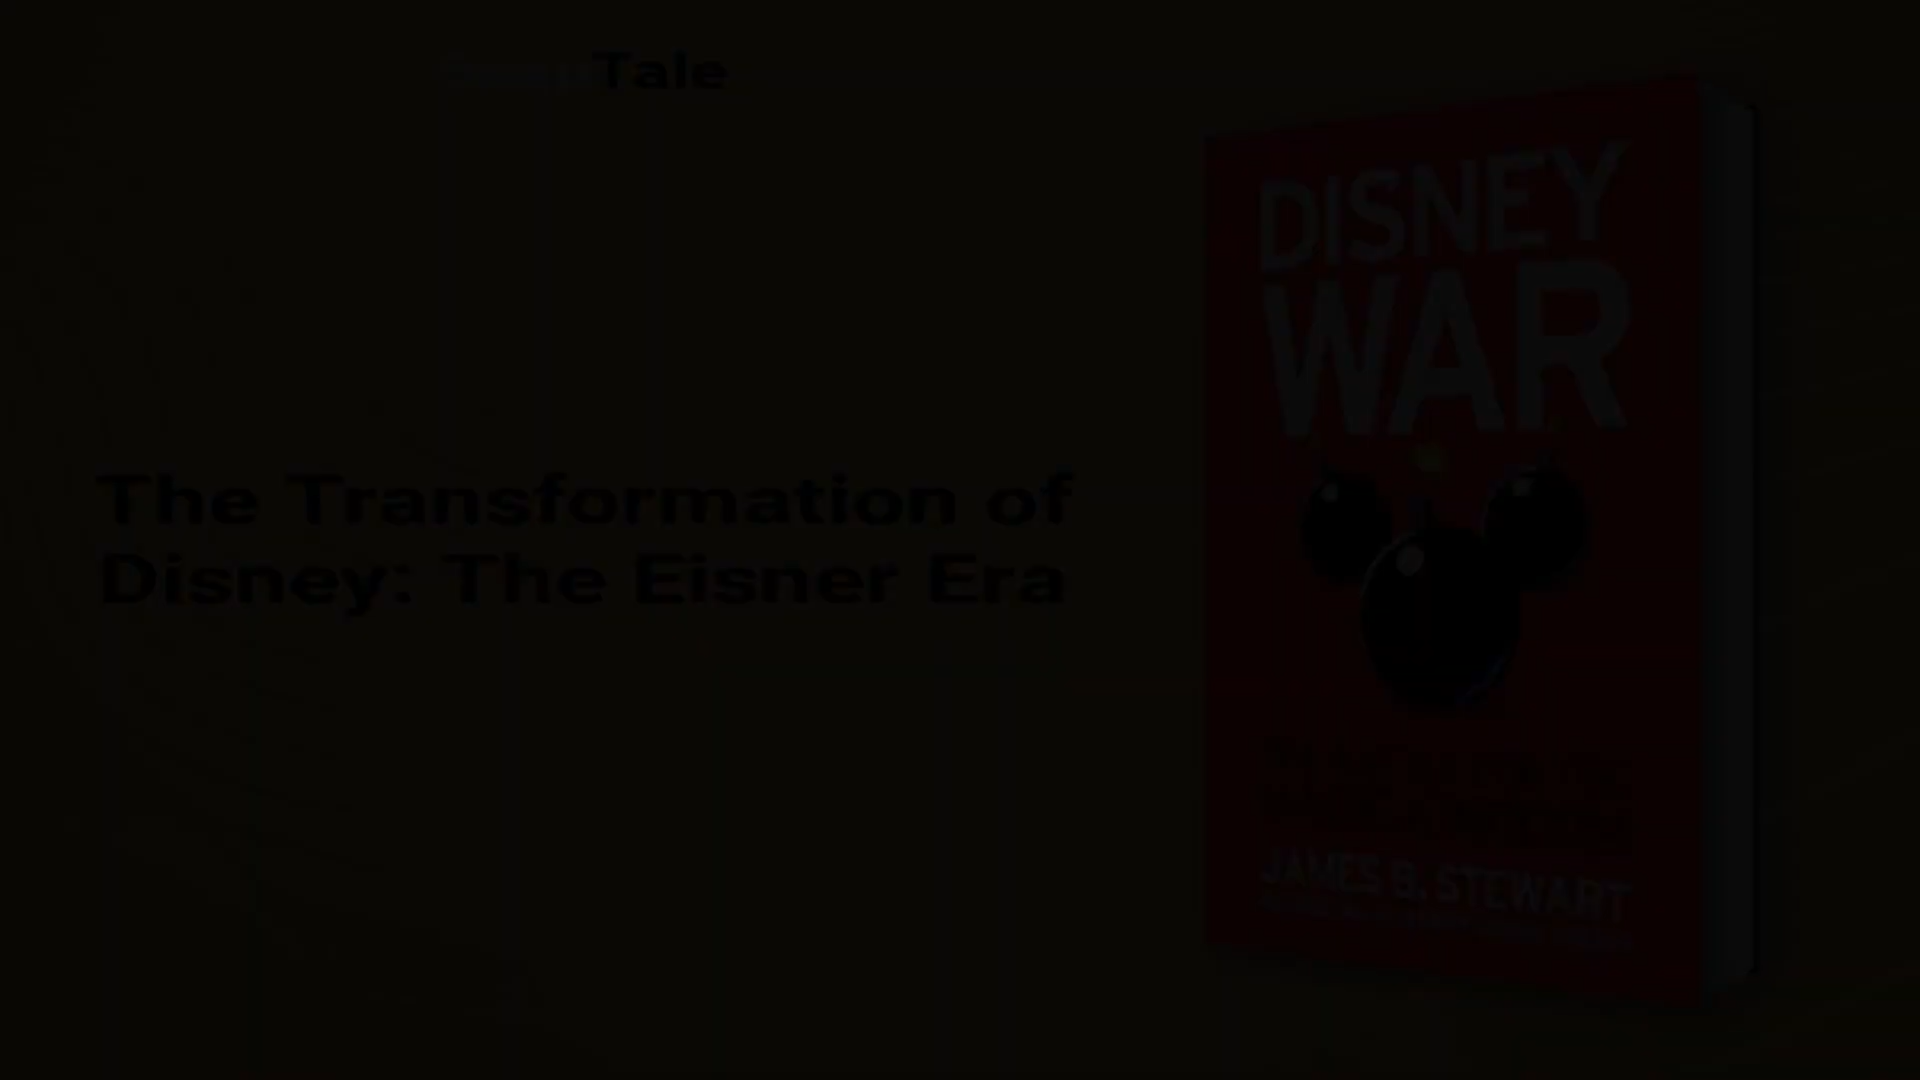 Tale
The Transformation of
Disney: The Eisner Era
DISNEY
WAR
JAMES B. STEWART